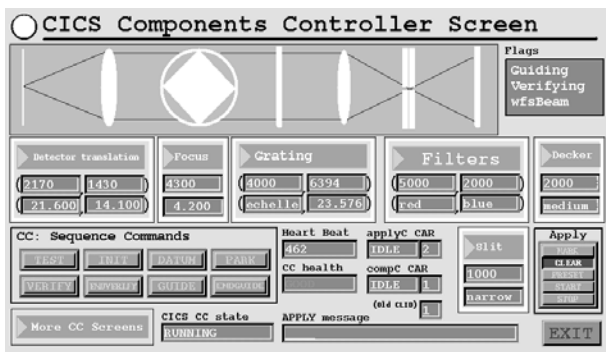 CICS Components Controller Screen
Flags
Guiding
Verifying
wfsBeam
Detector translation
Focus
Grating
Filters
Decker
2170 1430
4300
4000 6394
5000 2000
2000
21.600 14.100
4.200
echelle 23.576
red blue
medium
CC: Sequence Commands
TEST INIT DATUM PARK
VERIFY ENDVERIFY GUIDE ENDGUIDE
Heart Beat
462
CC health
applyC CAR
IDLE 2
compC CAR
IDLE 1
(old CLID) 1
Slit
1000
narrow
Apply
PARK
CLEAR
PRESET
START
STOP
More CC Screens
CICS CC state
RUNNING
APPLY message
EXIT